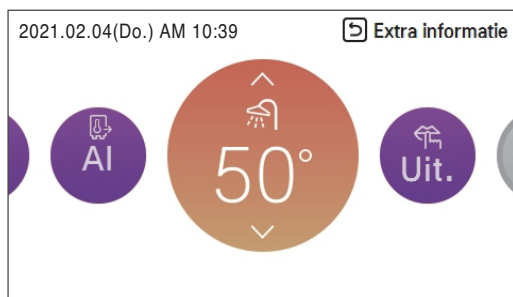 2021.02.04(Do.) AM 10:39
Extra informatie
AI
50°
Uit.